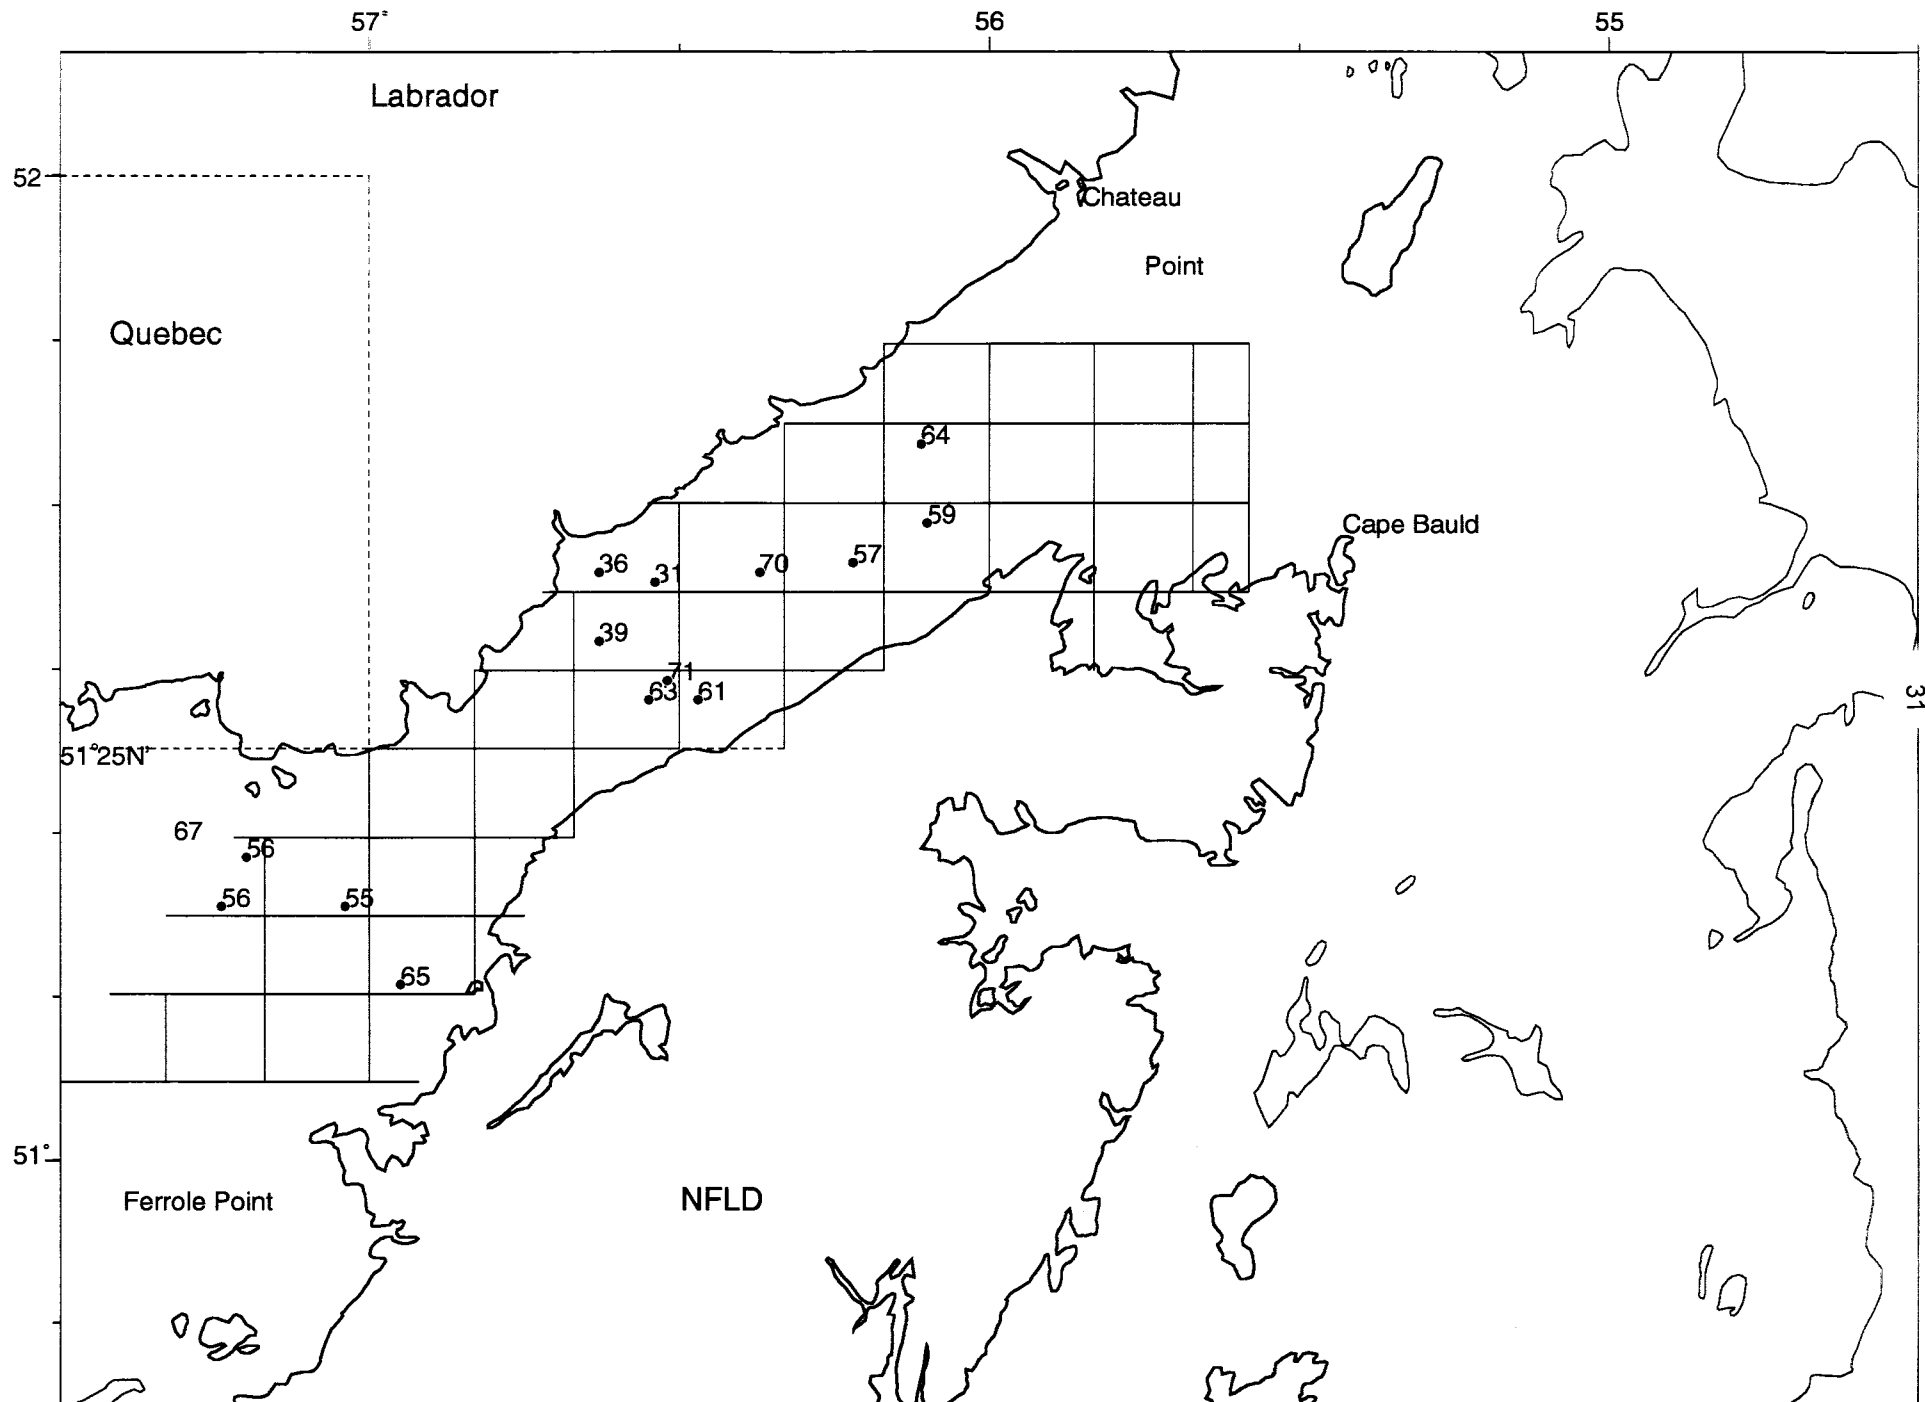 57° 56 55
Labrador
52
Chateau
Point
Quebec
64
59
Cape Bauld
57
36 31 70
39
71
63 61
31
51°25N'
67
56
56 55
65
51°
Ferrole Point
NFLD